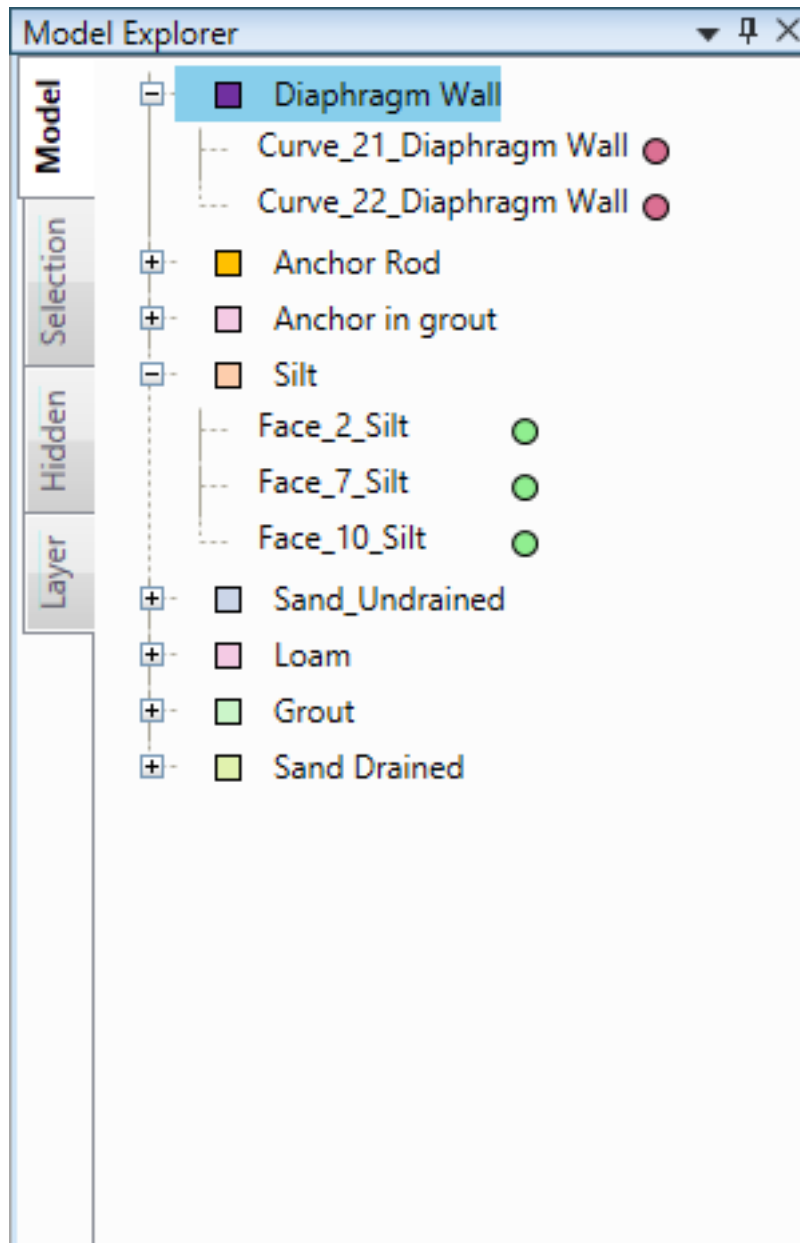 Model Explorer
Model
Selection
Hidden
Layer
Diaphragm Wall
Curve_21_Diaphragm Wall
Curve_22_Diaphragm Wall
Anchor Rod
Anchor in grout
Silt
Face_2_Silt
Face_7_Silt
Face_10_Silt
Sand_Undrained
Loam
Grout
Sand Drained